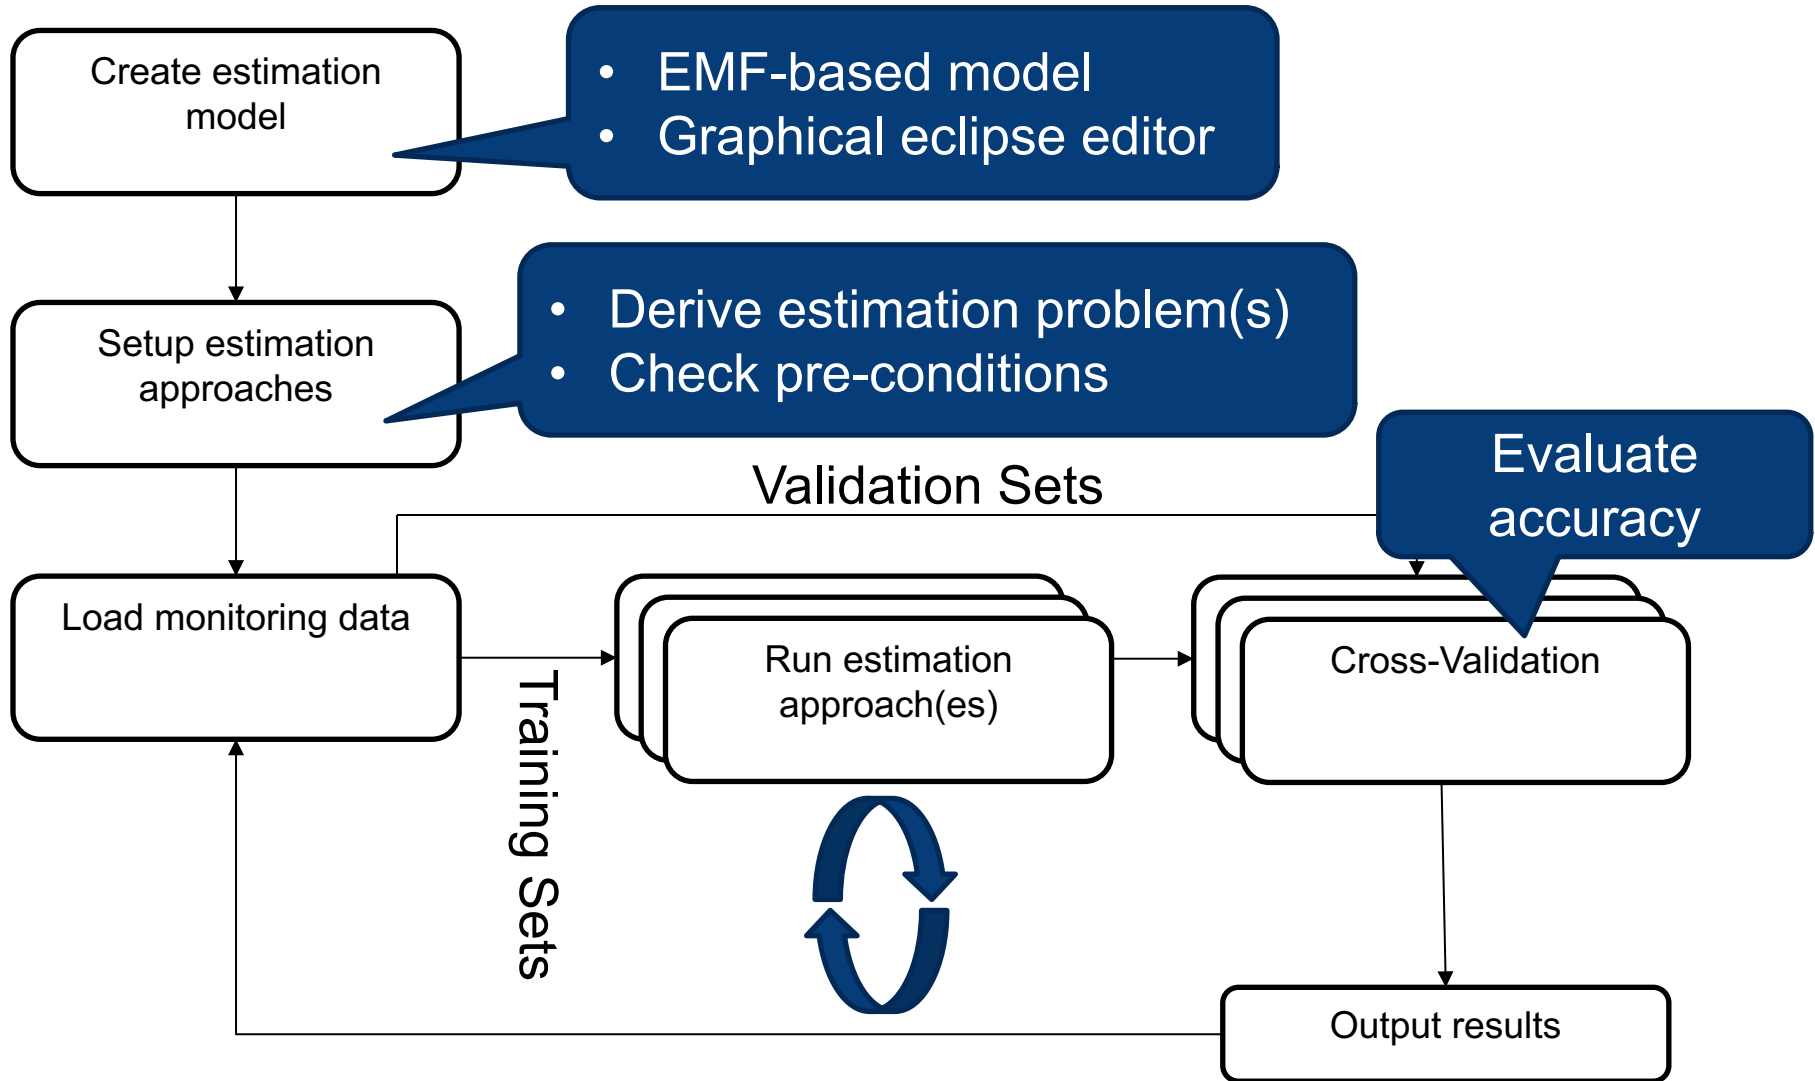 Create estimation
model
• EMF-based model
• Graphical eclipse editor
Setup estimation
approaches
• Derive estimation problem(s)
• Check pre-conditions
Validation Sets
Evaluate
accuracy
Load monitoring data
Training Sets
Run estimation
approach(es)
Cross-Validation
Output results